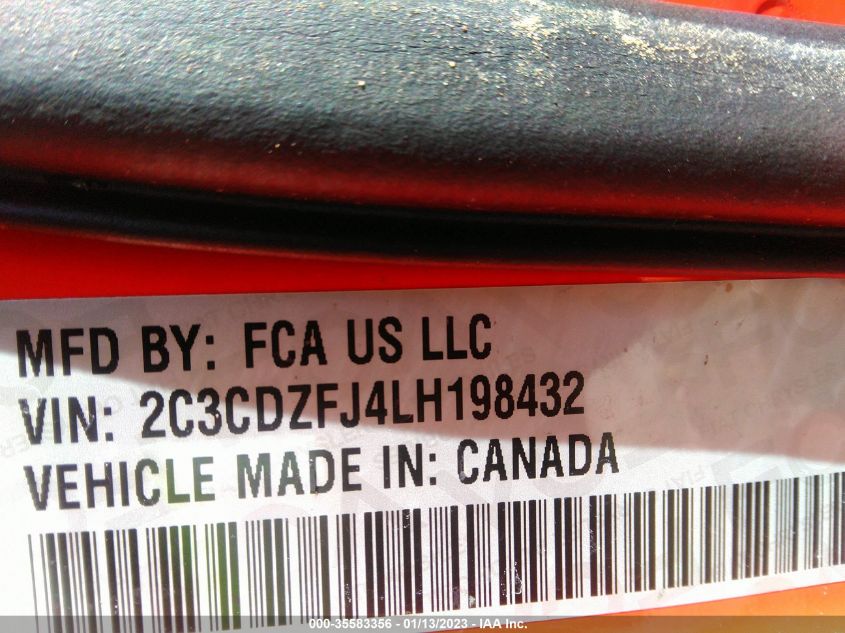 MFD BY: FCA US LLC
VIN: 2C3CDZFJ4LH198432
VEHICLE MADE IN: CANADA
000-35583356 - 01/13/2023 - IAA Inc.